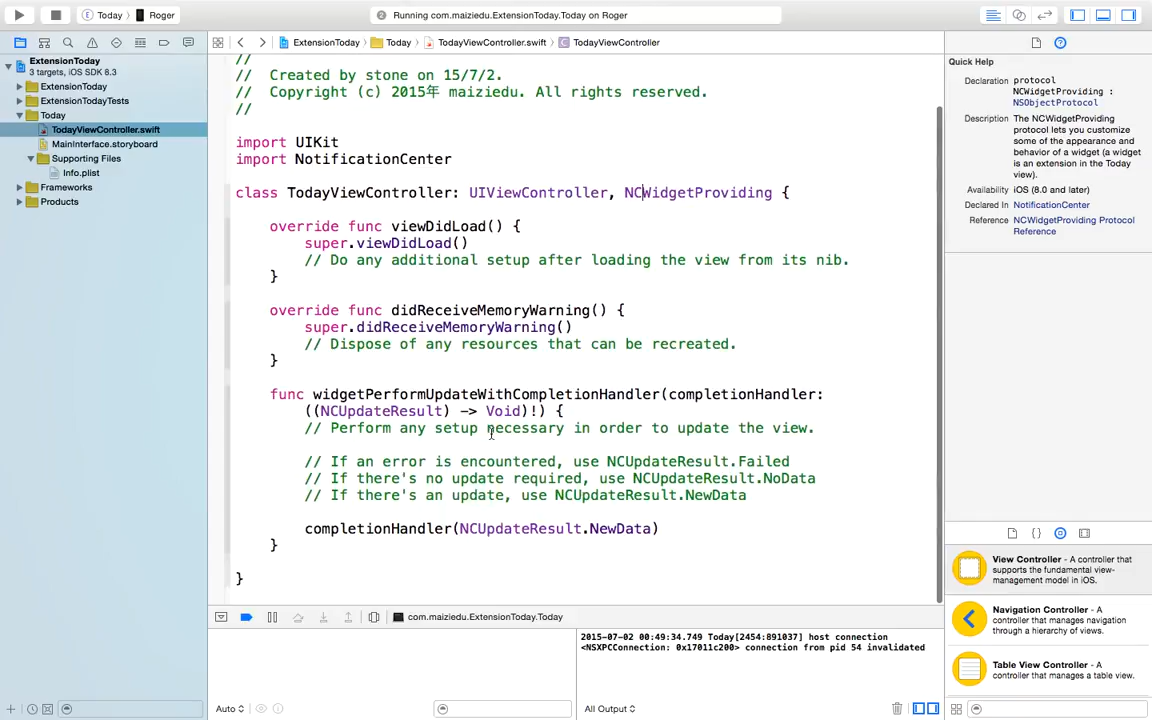 Today
Roger
2
Running com.maiziedu.ExtensionToday.Today on Roger
ExtensionToday
Today
TodayViewController.swift
C
TodayViewController
ExtensionToday
3 targets, iOS SDK 8.3
ExtensionToday
ExtensionTodayTests
Today
TodayViewController.swift
MainInterface.storyboard
Supporting Files
Info.plist
Frameworks
Products
//
//  Created by stone on 15/7/2.
//  Copyright (c) 2015年 maiziedu. All rights reserved.
//
import UIKit
import NotificationCenter
class TodayViewController: UIViewController, NCWidgetProviding {
override func viewDidLoad() {
super.viewDidLoad()
// Do any additional setup after loading the view from its nib.
}
override func didReceiveMemoryWarning() {
super.didReceiveMemoryWarning()
// Dispose of any resources that can be recreated.
}
func widgetPerformUpdateWithCompletionHandler(completionHandler:
((NCUpdateResult) -> Void)!) {
// Perform any setup necessary in order to update the view.
// If an error is encountered, use NCUpdateResult.Failed
// If there's no update required, use NCUpdateResult.NoData
// If there's an update, use NCUpdateResult.NewData
completionHandler(NCUpdateResult.NewData)
}
}
com.maiziedu.ExtensionToday.Today
2015-07-02 00:49:34.749 Today[2454:891037] host connection
<NSXPCConnection: 0x17011c200> connection from pid 54 invalidated
Auto
All Output
Quick Help
Declaration protocol
NCWidgetProviding :
NSObjectProtocol
Description The NCWidgetProviding
protocol lets you customize
some of the appearance
and behavior of a widget (a
widget is an extension in the Today
view).
Availability iOS (8.0 and later)
Declared In NotificationCenter
Reference NCWidgetProviding Protocol
Reference
{ }
View Controller - A controller that
supports the fundamental view-
management model in iOS.
Navigation Controller - A
controller that manages navigation
through a hierarchy of views.
Table View Controller - A
controller that manages a table view.